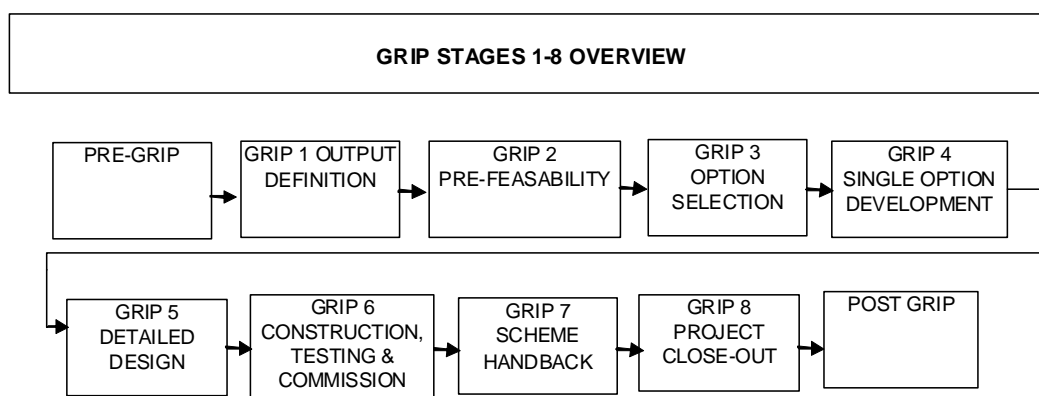 GRIP STAGES 1-8 OVERVIEW
PRE-GRIP
GRIP 1 OUTPUT
DEFINITION
GRIP 2
PRE-FEASABILITY
GRIP 3
OPTION
SELECTION
GRIP 4
SINGLE OPTION
DEVELOPMENT
GRIP 5
DETAILED
DESIGN
GRIP 6
CONSTRUCTION,
TESTING &
COMMISSION
GRIP 7
SCHEME
HANDBACK
GRIP 8
PROJECT
CLOSE-OUT
POST GRIP